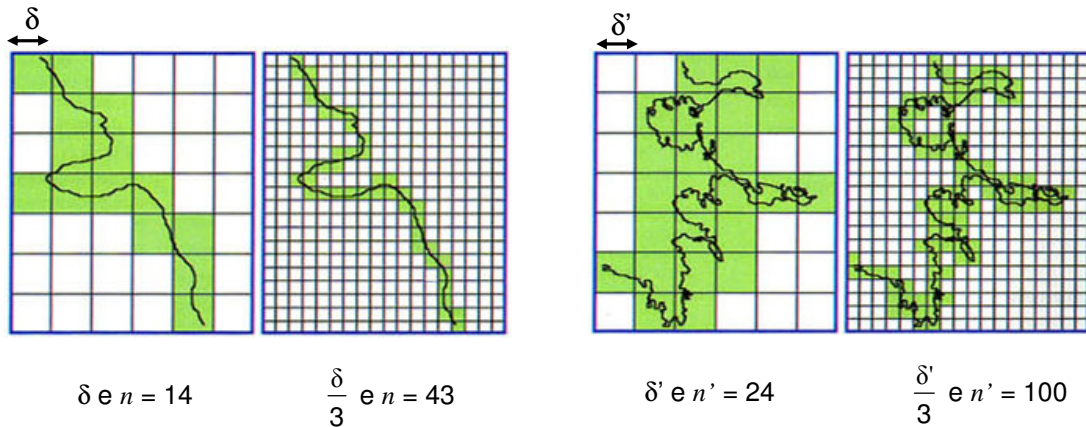 δ
δ’
δ e n = 14
δ/3 e n = 43
δ’ e n’ = 24
δ'/3 e n’ = 100